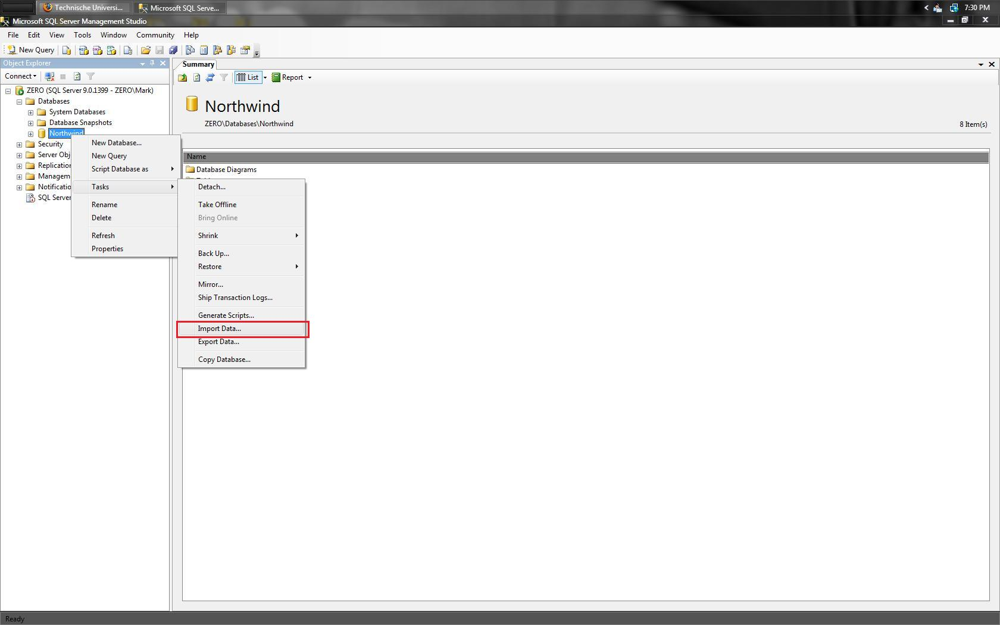 Technische Universi...
Microsoft SQL Serve...
< 7:30 PM
Microsoft SQL Server Management Studio
File Edit View Tools Window Community Help
New Query
Object Explorer
Connect
ZERO (SQL Server 9.0.1399 - ZERO\Mark)
Databases
System Databases
Database Snapshots
Northwind
Security
Server Obj
Replication
Managem
Notificatio
SQL Server
New Database...
New Query
Script Database as
Tasks
Rename
Delete
Refresh
Properties
Detach...
Take Offline
Bring Online
Shrink
Back Up...
Restore
Mirror...
Ship Transaction Logs...
Generate Scripts...
Import Data...
Export Data...
Copy Database...
Summary
List Report
Northwind
ZERO\Databases\Northwind
8 Item(s)
Name
Database Diagrams
Ready